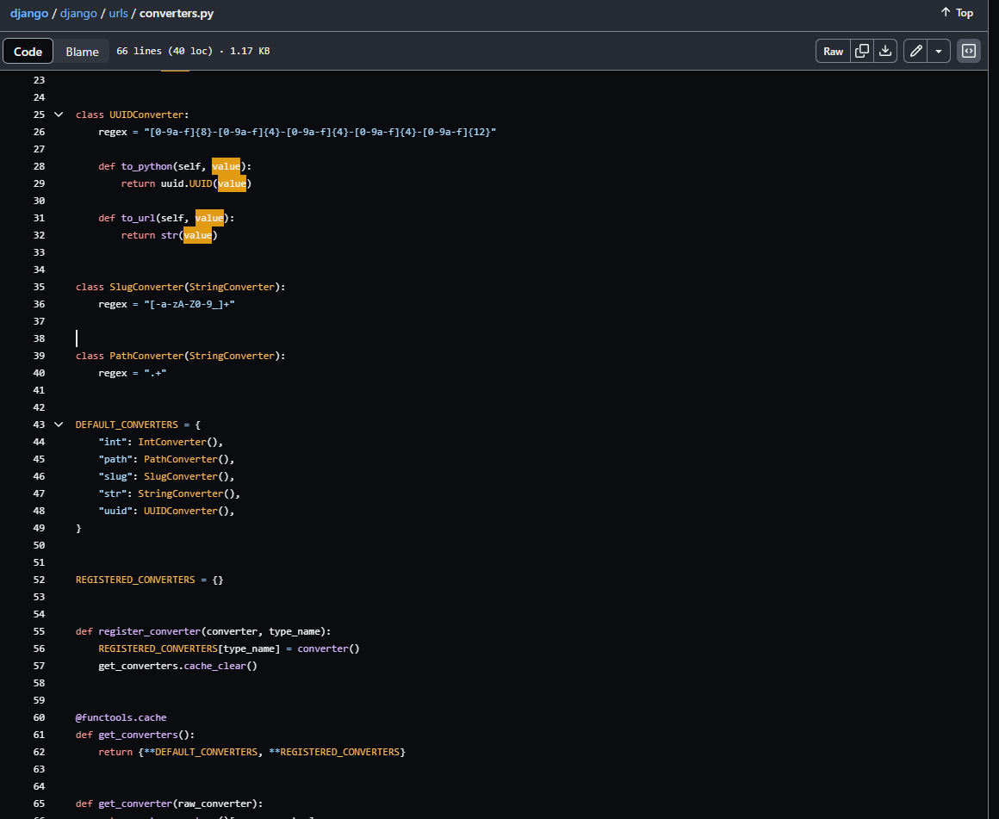 django / django / urls / converters.py
Top
Code Blame 66 lines (40 loc) · 1.17 KB Raw
23
24
25 class UUIDConverter:
26 regex = "[0-9a-f]{8}-[0-9a-f]{4}-[0-9a-f]{4}-[0-9a-f]{4}-[0-9a-f]{12}"
27
28 def to_python(self, value):
29 return uuid.UUID(value)
30
31 def to_url(self, value):
32 return str(value)
33
34
35 class SlugConverter(StringConverter):
36 regex = "[-a-zA-Z0-9_]+"
37
38
39 class PathConverter(StringConverter):
40 regex = ".+"
41
42
43 DEFAULT_CONVERTERS = {
44 "int": IntConverter(),
45 "path": PathConverter(),
46 "slug": SlugConverter(),
47 "str": StringConverter(),
48 "uuid": UUIDConverter(),
49 }
50
51
52 REGISTERED_CONVERTERS = {}
53
54
55 def register_converter(converter, type_name):
56 REGISTERED_CONVERTERS[type_name] = converter()
57 get_converters.cache_clear()
58
59
60 @functools.cache
61 def get_converters():
62 return {**DEFAULT_CONVERTERS, **REGISTERED_CONVERTERS}
63
64
65 def get_converter(raw_converter):